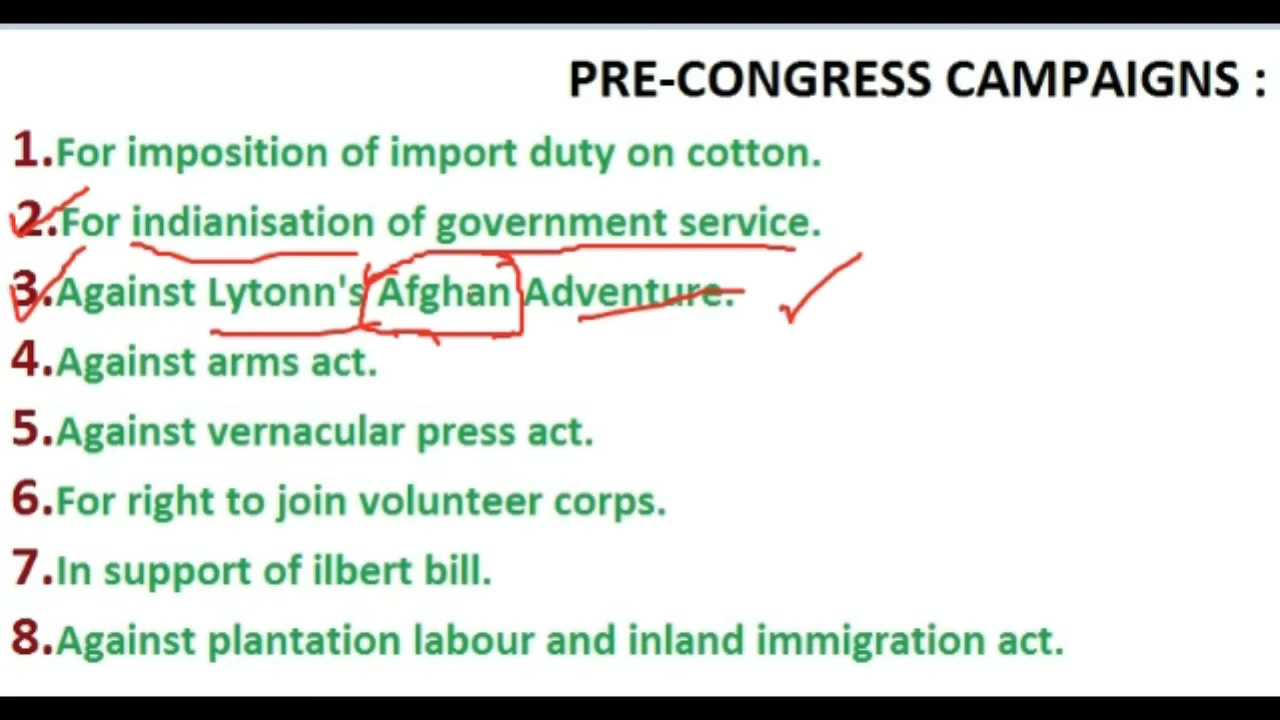 PRE-CONGRESS CAMPAIGNS :
1.For imposition of import duty on cotton.
2.For indianisation of government service.
3.Against Lytonn's Afghan Adventure.
4.Against arms act.
5.Against vernacular press act.
6.For right to join volunteer corps.
7.In support of ilbert bill.
8.Against plantation labour and inland immigration act.